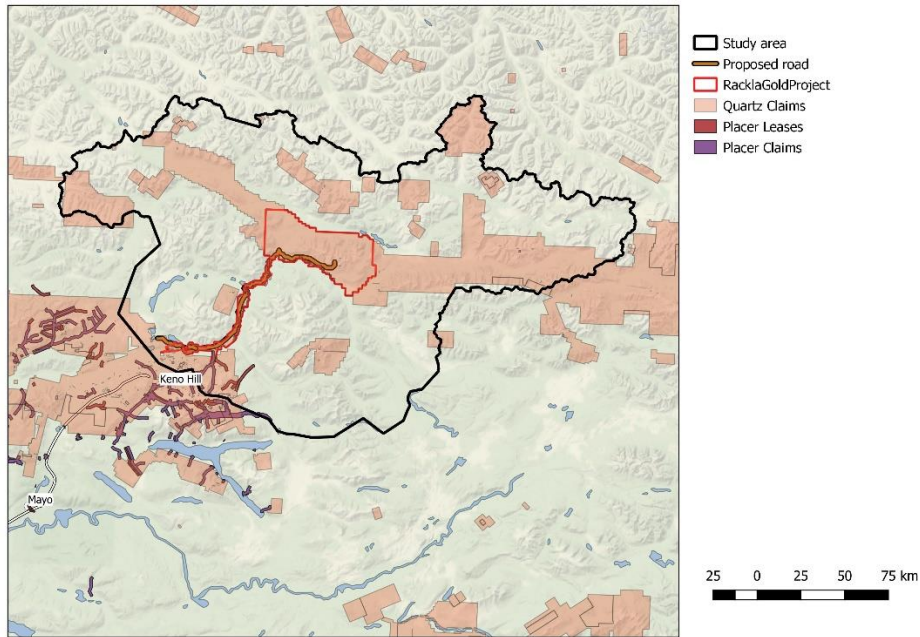 Study area
Proposed road
RacklaGoldProject
Quartz Claims
Placer Leases
Placer Claims
Keno Hill
Mayo
25 0 25 50 75 km